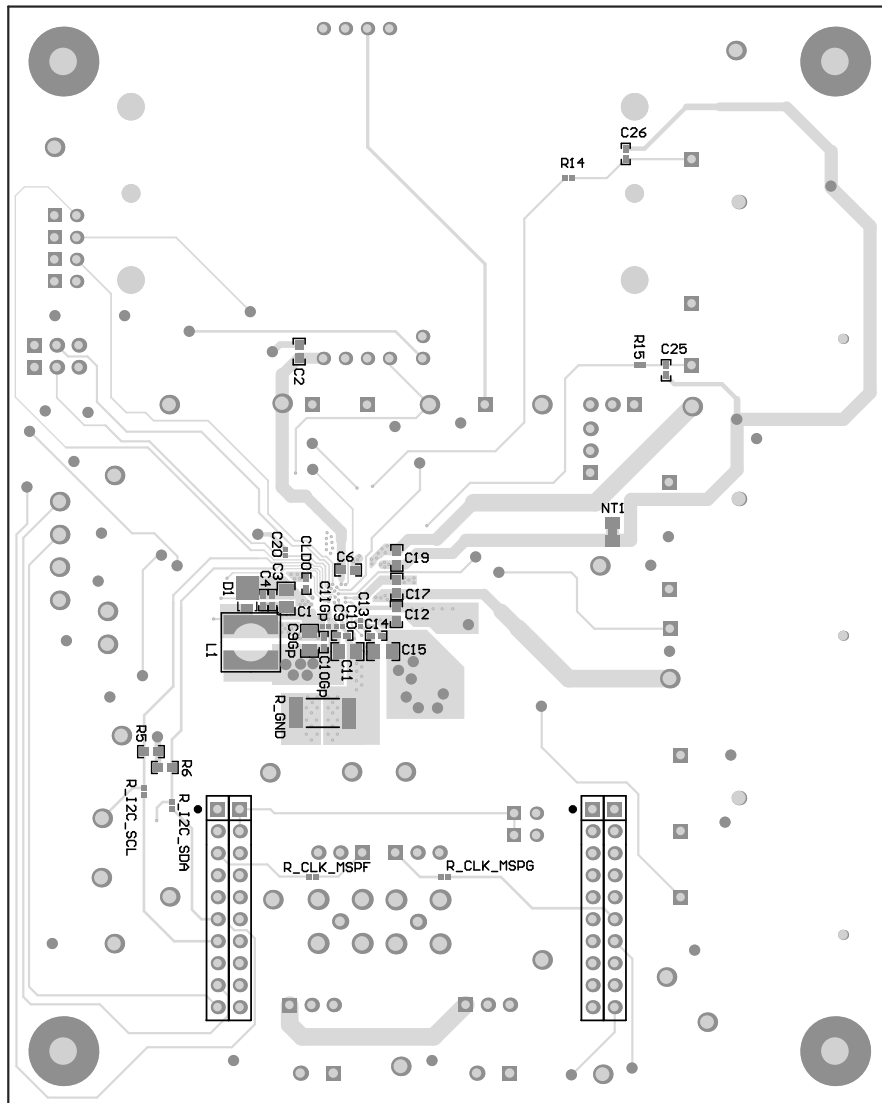 C26
R14
R15
C25
C2
NT1
C20
CLDO
C6
C19
D1
C4
C3
C17
C1
C11Gp
C9
C10
C13
C12
L1
C9Gp
C14
C10Gp
C11
C15
R_GND
R5
R6
R_I2C_SCL
R_I2C_SDA
R_CLK_MSPF
R_CLK_MSPG